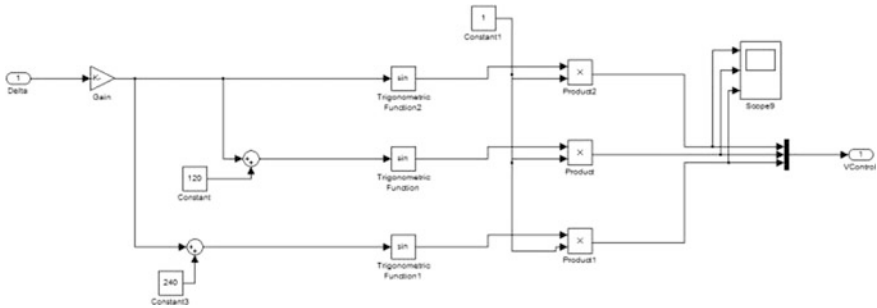 1
Constant1
1
Delta
K-
Gain
sin
Trigonometric
Function2
×
Product2
Scope9
120
Constant
sin
Trigonometric
Function
×
Product
1
VControl
240
Constant3
sin
Trigonometric
Function1
×
Product1